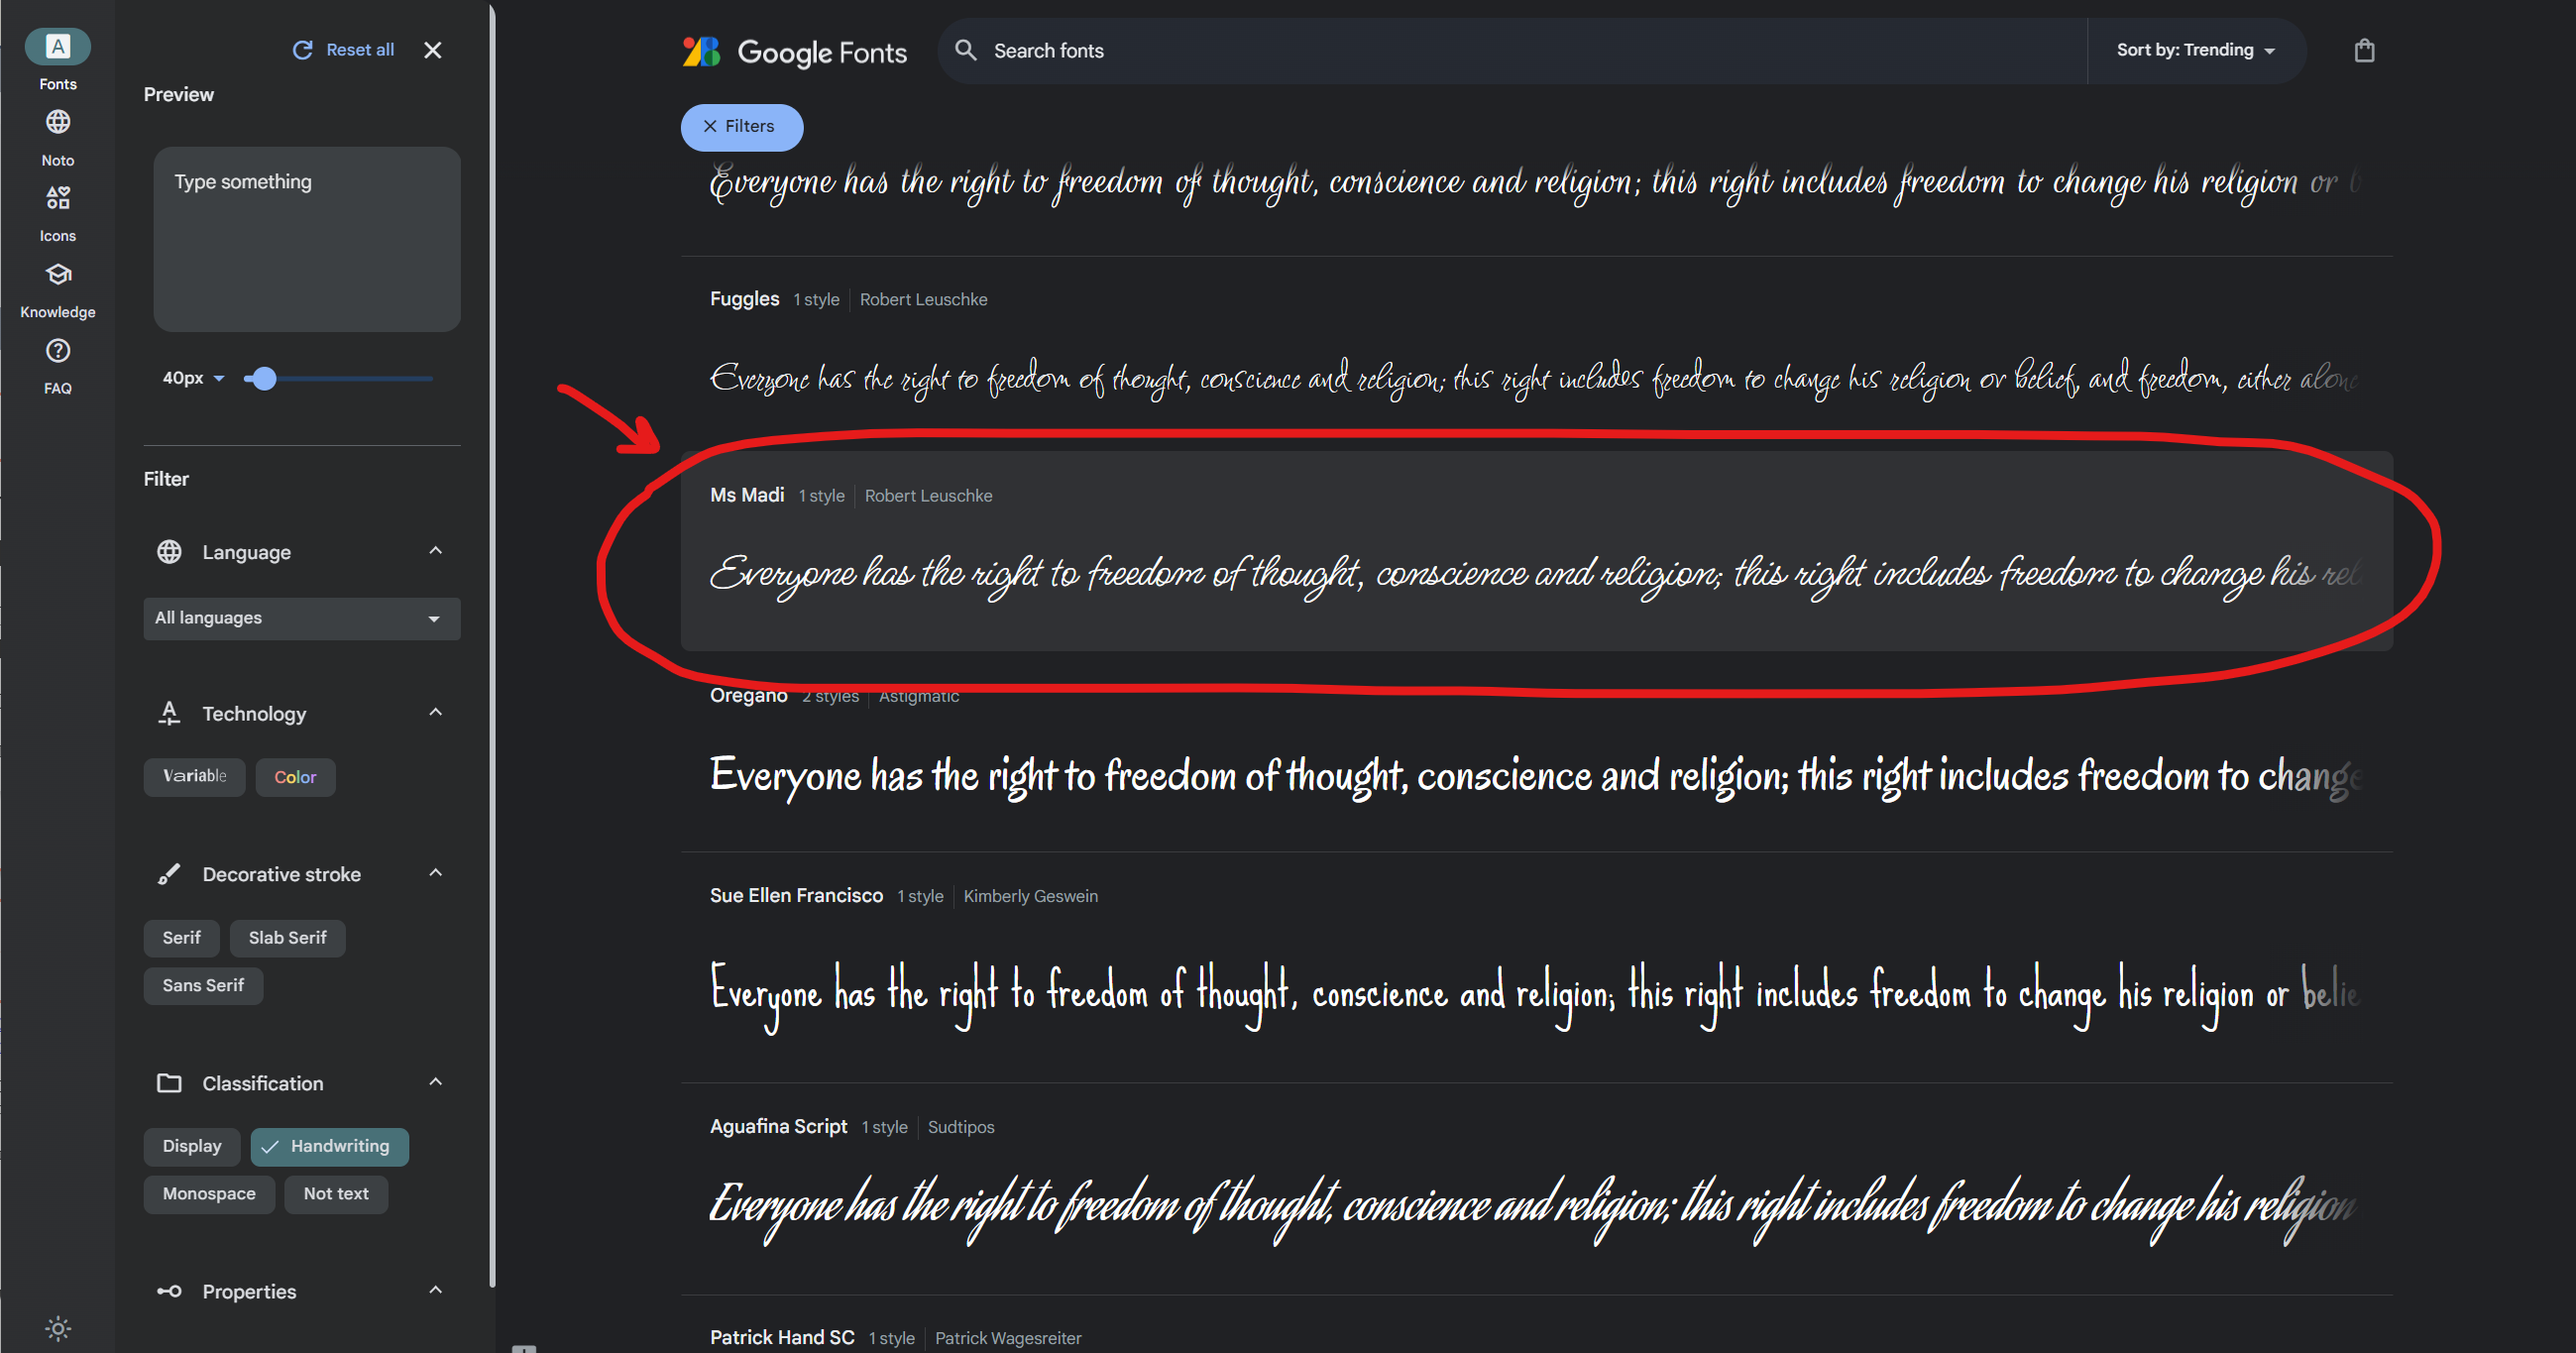 Fonts
Noto
Icons
Knowledge
FAQ
Reset all
Preview
Type something
40px
Filter
Language
All languages
Technology
Variable Color
Decorative stroke
Serif Slab Serif
Sans Serif
Classification
Display Handwriting
Monospace Not text
Properties
Google Fonts
Search fonts
Sort by: Trending
Filters
Everyone has the right to freedom of thought, conscience and religion; this right includes freedom to change his religion or b
Fuggles 1 style Robert Leuschke
Everyone has the right to freedom of thought, conscience and religion; this right includes freedom to change his religion or belief, and freedom, either alone
Ms Madi 1 style Robert Leuschke
Everyone has the right to freedom of thought, conscience and religion; this right includes freedom to change his rel
Oregano 2 styles Astigmatic
Everyone has the right to freedom of thought, conscience and religion; this right includes freedom to change
Sue Ellen Francisco 1 style Kimberly Geswein
Everyone has the right to freedom of thought, conscience and religion; this right includes freedom to change his religion or belie
Aguafina Script 1 style Sudtipos
Everyone has the right to freedom of thought, conscience and religion; this right includes freedom to change his religion
Patrick Hand SC 1 style Patrick Wagesreiter